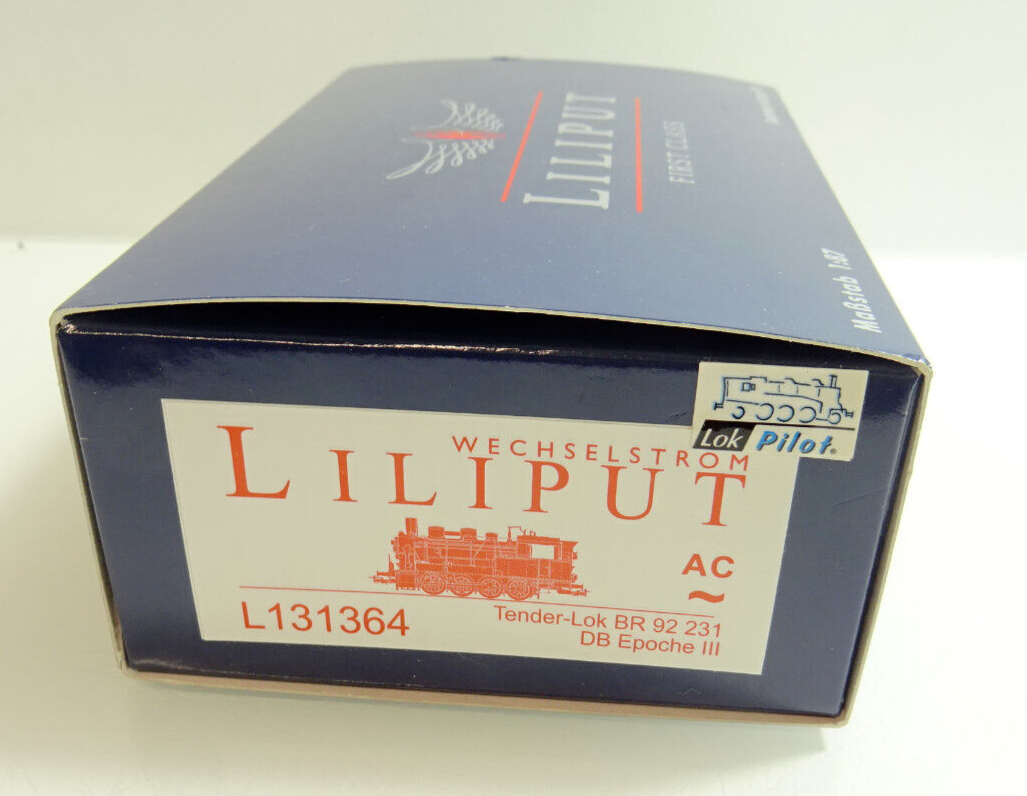 LILIPUT
FIRST CLASS
Maßstab 1:87
Lok Pilot®
WECHSELSTROM
LILIPUT
AC
~
L131364
Tender-Lok BR 92 231
DB Epoche III